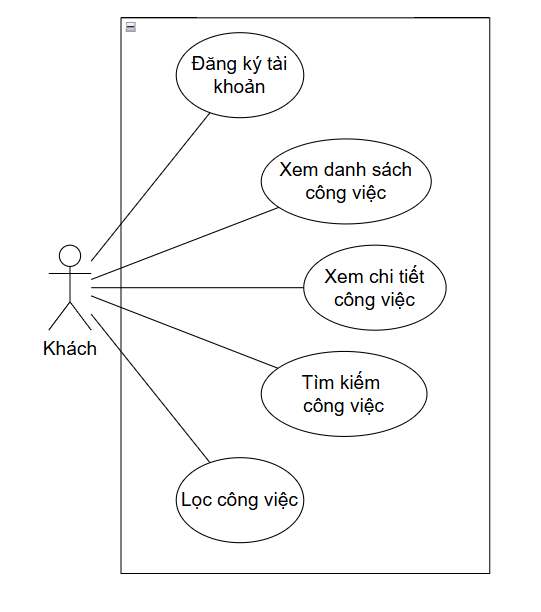 Đăng ký tài
khoản
Xem danh sách
công việc
Xem chi tiết
công việc
Khách
Tìm kiếm
công việc
Lọc công việc